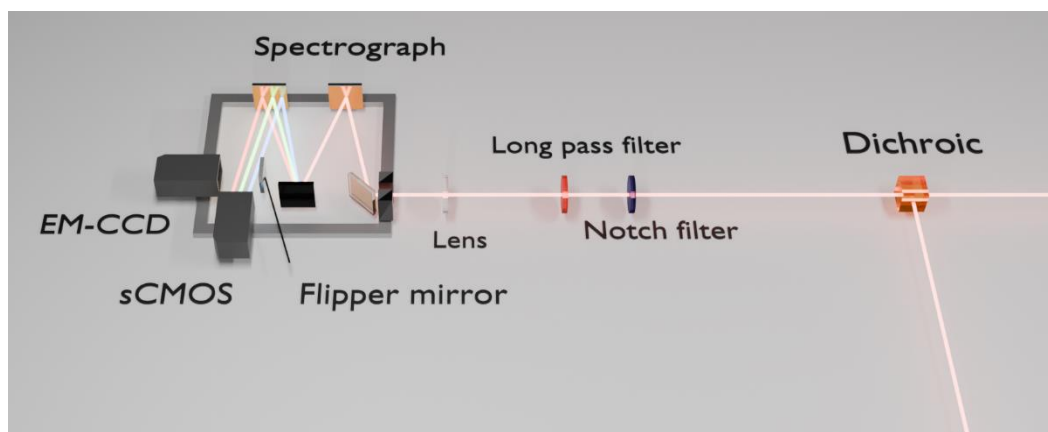 Spectrograph
Long pass filter
Dichroic
EM-CCD
Lens
Notch filter
sCMOS
Flipper mirror